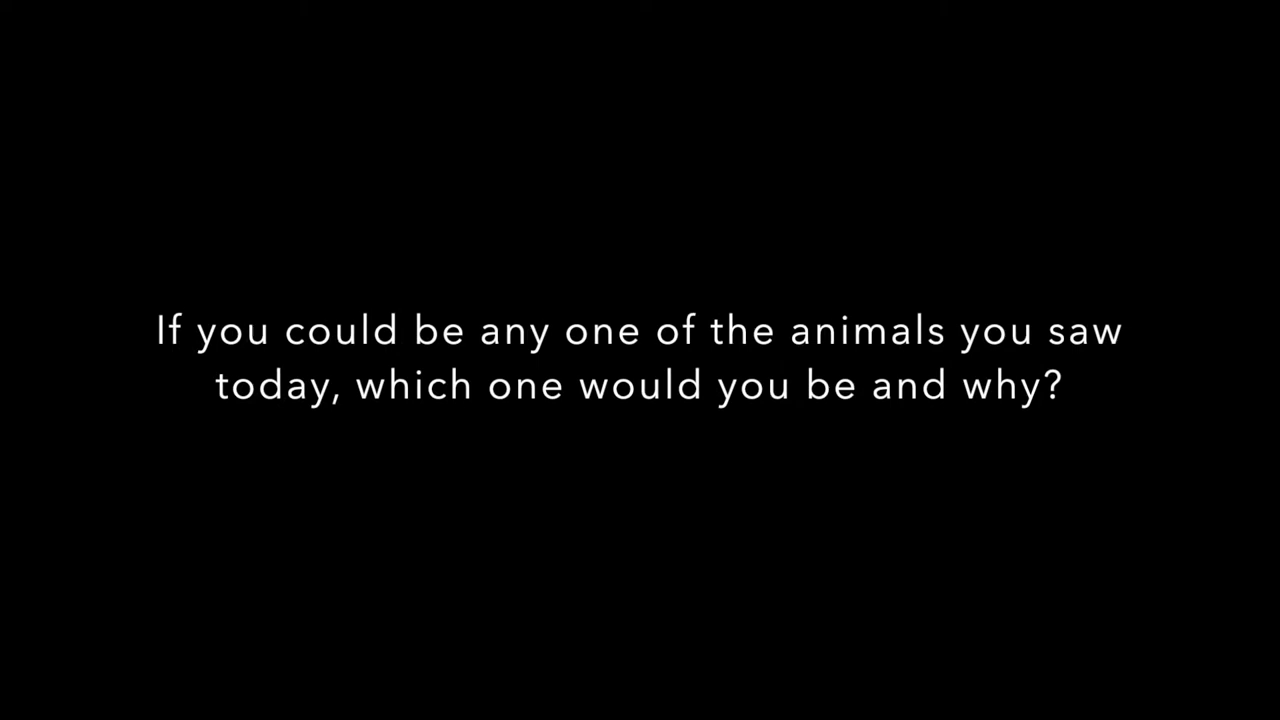 If you could be any one of the animals you saw
today, which one would you be and why?